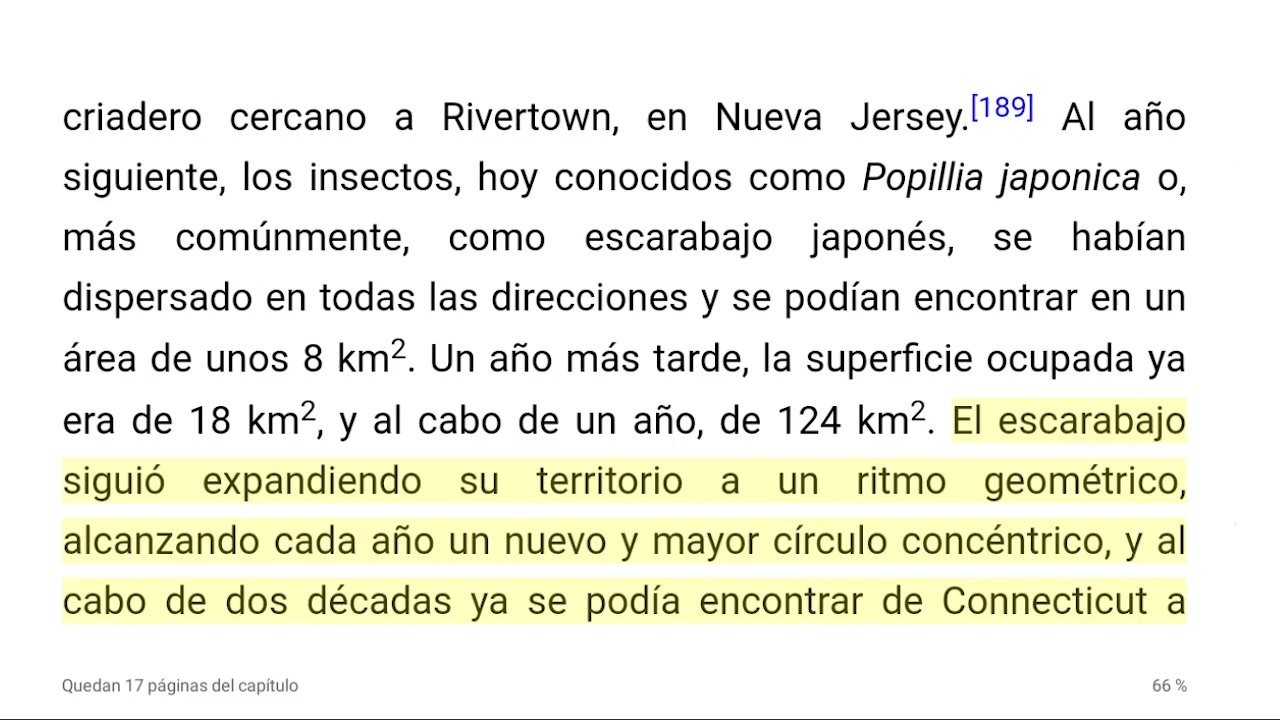 criadero cercano a Rivertown, en Nueva Jersey.[189] Al año
siguiente, los insectos, hoy conocidos como Popillia japonica o,
más comúnmente, como escarabajo japonés, se habían
dispersado en todas las direcciones y se podían encontrar en un
área de unos 8 km². Un año más tarde, la superficie ocupada ya
era de 18 km², y al cabo de un año, de 124 km². El escarabajo
siguió expandiendo su territorio a un ritmo geométrico,
alcanzando cada año un nuevo y mayor círculo concéntrico, y al
cabo de dos décadas ya se podía encontrar de Connecticut a
Quedan 17 páginas del capítulo 66 %